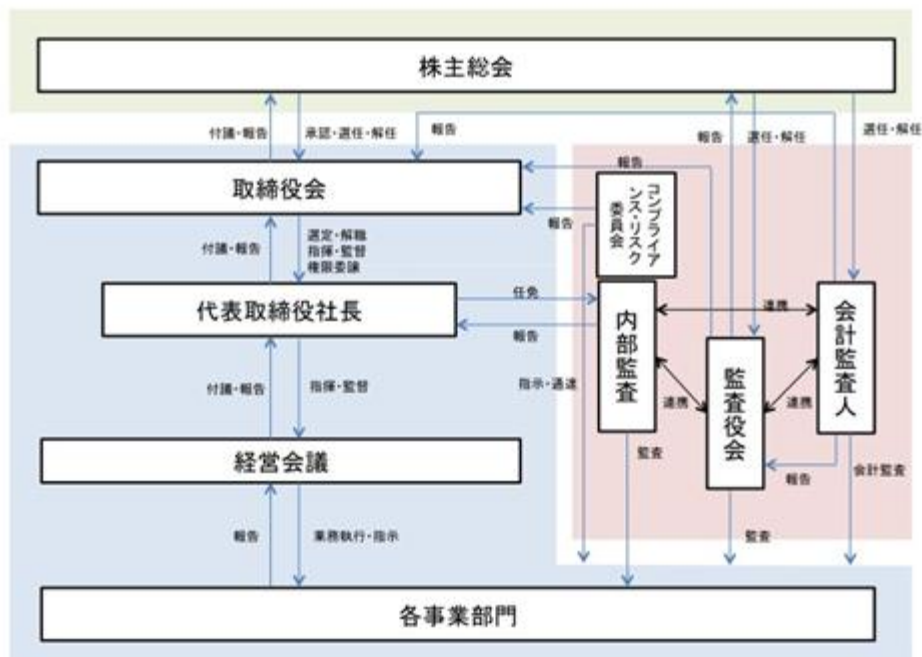 株主総会
付議・報告
承認・選任・解任
報告
報告
選任・解任
選任・解任
取締役会
報告
コンプライア
ンス・リスク
委員会
報告
付議・報告
選定・解職
指揮・監督
権限委譲
代表取締役社長
任免
報告
内部監査
連携
会計監査人
監査役会
付議・報告
指揮・監督
指示・通達
連携
連携
経営会議
監査
報告
会計監査
報告
業務執行・指示
監査
各事業部門